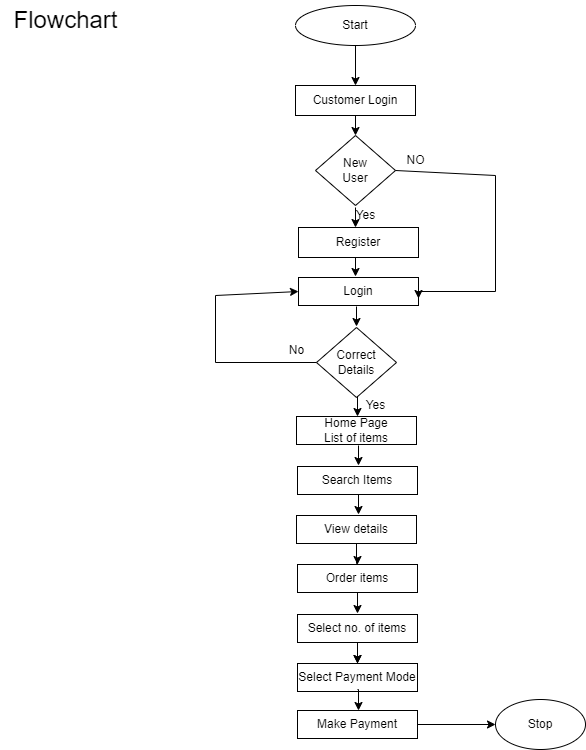 Flowchart
Start
Customer Login
New
User
NO
Yes
Register
Login
No
Correct
Details
Yes
Home Page
List of items
Search Items
View details
Order items
Select no. of items
Select Payment Mode
Make Payment
Stop